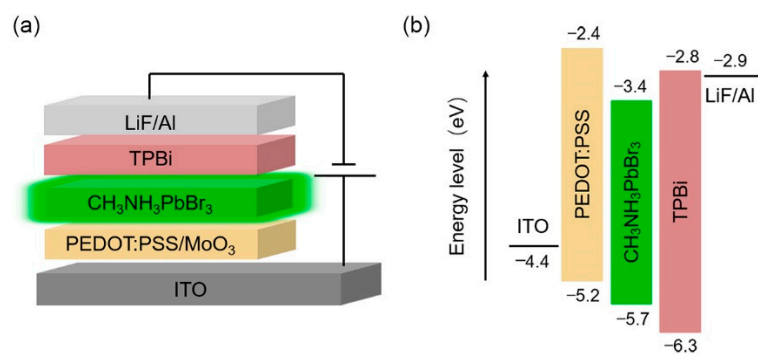 (a)
LiF/Al
TPBi
CH₃NH₃PbBr₃
PEDOT:PSS/MoO₃
ITO
(b)
Energy level (eV)
ITO
−4.4
−2.4
PEDOT:PSS
−5.2
−3.4
CH₃NH₃PbBr₃
−5.7
−2.8
TPBi
−6.3
−2.9
LiF/Al